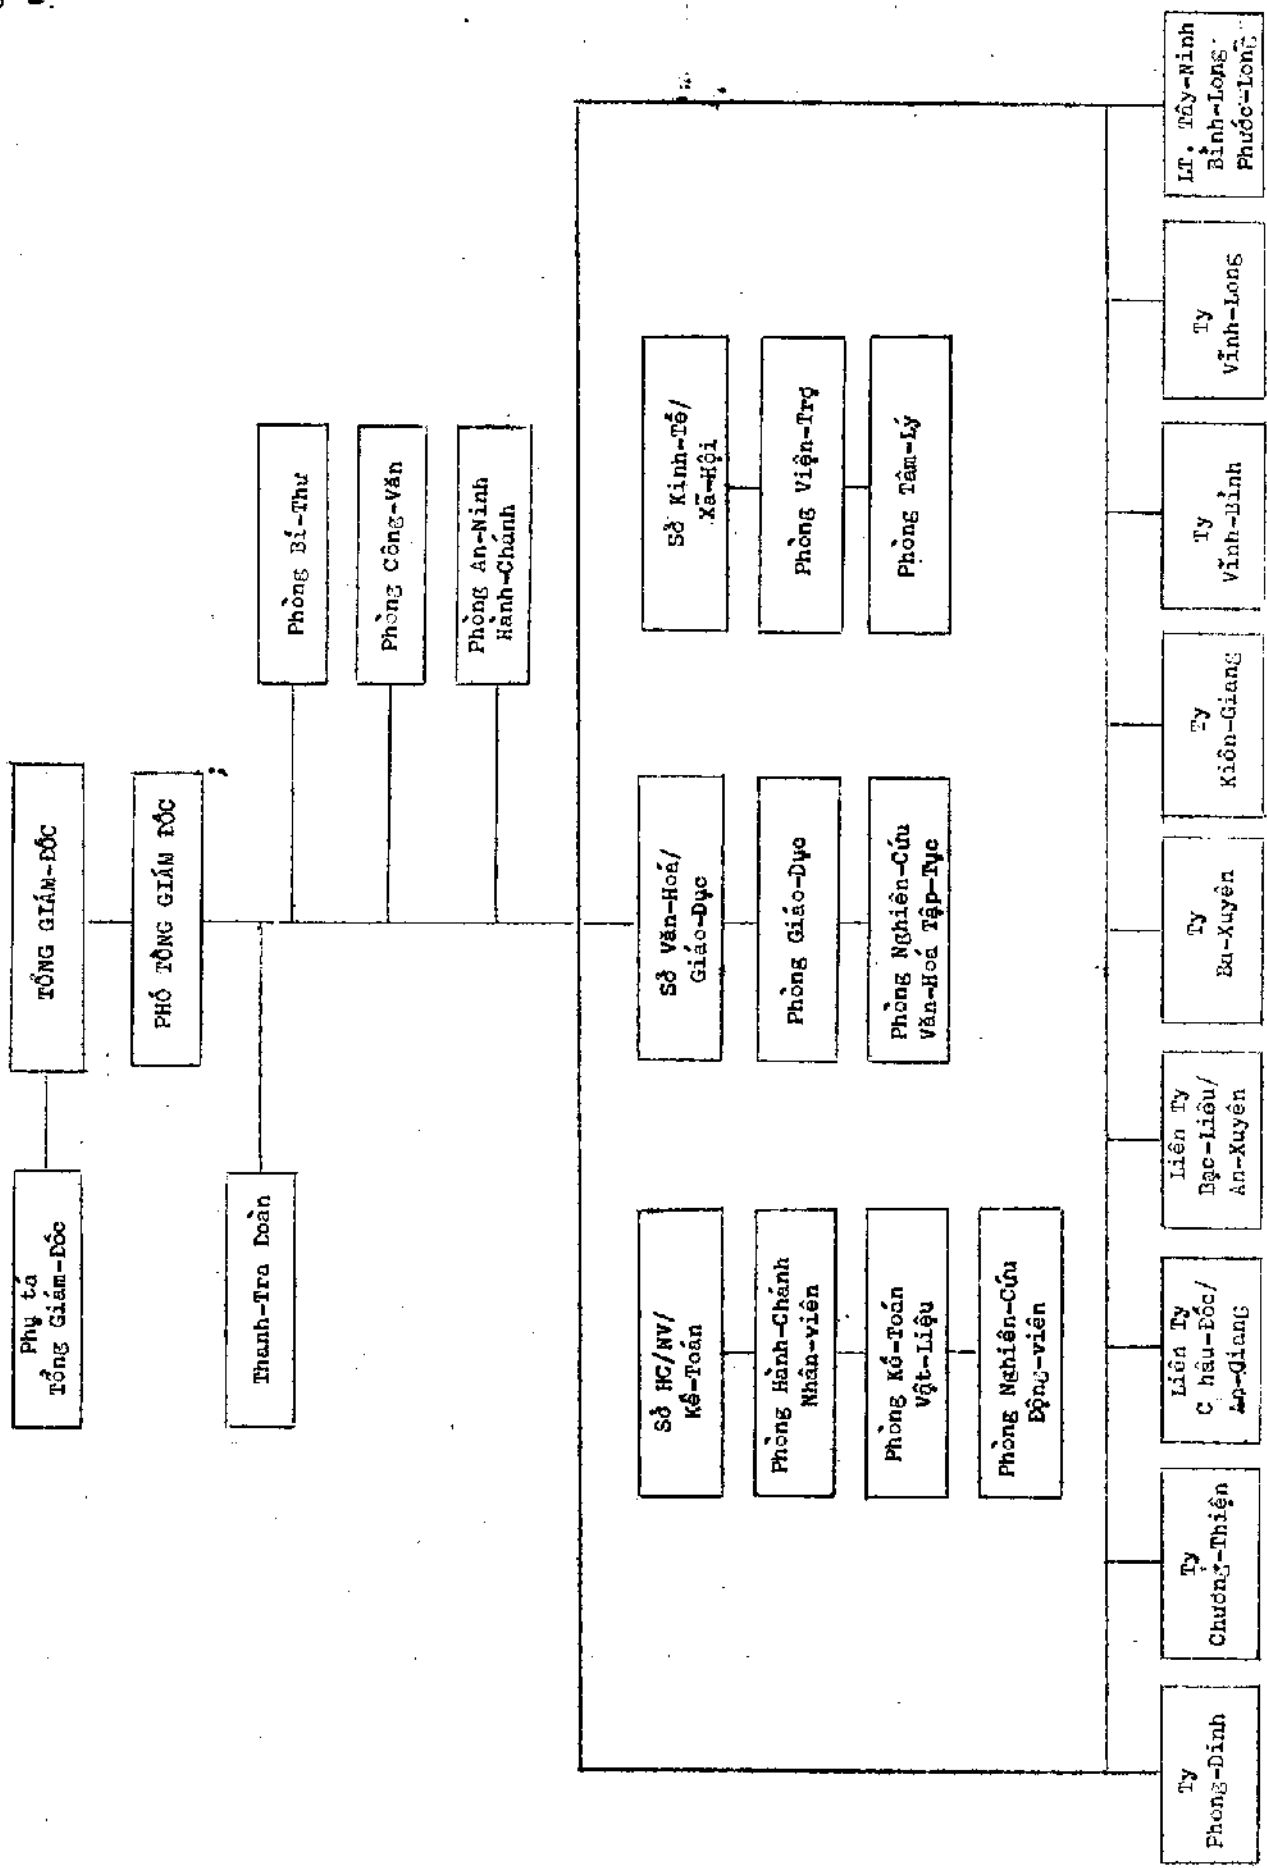 TỔNG GIÁM-ĐỐC
Phụ tá
Tổng Giám-Đốc
PHÓ TỔNG GIÁM ĐỐC
Thanh-Tra Đoàn
Phòng Bí-Thư
Phòng Công-Văn
Phòng An-Ninh
Hành-Chánh
Sở HC/NV/
Kế-Toán
Phòng Hành-Chánh
Nhân-viên
Phòng Kế-Toán
Vật-Liệu
Phòng Nghiên-Cứu
Động-viên
Sở Văn-Hoá/
Giáo-Dục
Phòng Giáo-Dục
Phòng Nghiên-Cứu
Văn-Hoá Tập-Tục
Sở Kinh-Tế/
Xã-Hội
Phòng Viện-Trợ
Phòng Tâm-Lý
Ty
Phong-Dinh
Ty
Chương-Thiện
Liên Ty
C hâu-Đốc/
An-Giang
Liên Ty
Bạc-Liêu/
An-Xuyên
Ty
Ba-Xuyên
Ty
Kiên-Giang
Ty
Vĩnh-Bình
Ty
Vĩnh-Long
LT. Tây-Ninh
Bình-Long
Phước-Long